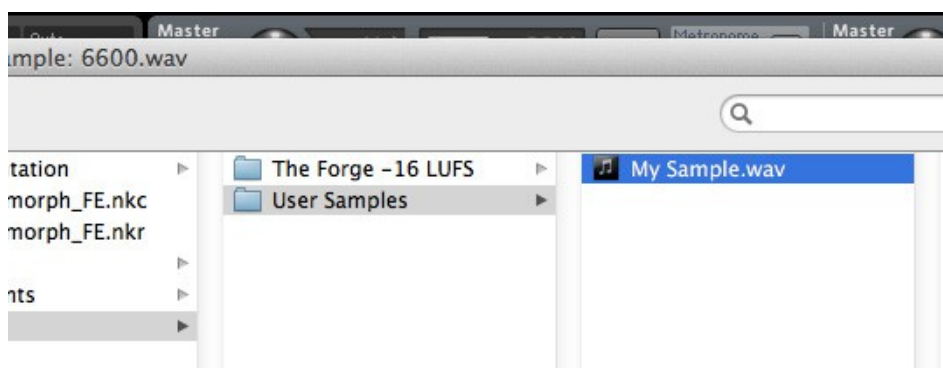 Master
Master
Metronome
mple: 6600.wav
tation
The Forge -16 LUFS
My Sample.wav
morph_FE.nkc
User Samples
morph_FE.nkr
nts